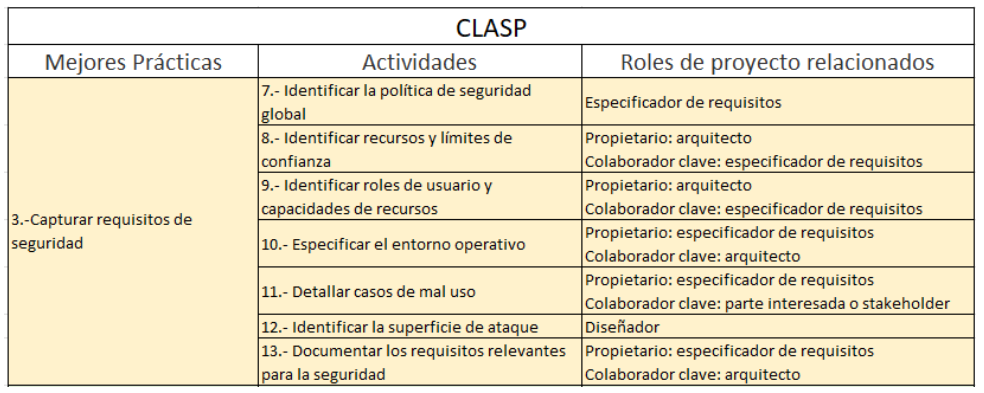 CLASP
Mejores Prácticas
Actividades
Roles de proyecto relacionados
3.-Capturar requisitos de
seguridad
7.- Identificar la política de seguridad
global
Especificador de requisitos
8.- Identificar recursos y límites de
confianza
Propietario: arquitecto
Colaborador clave: especificador de requisitos
9.- Identificar roles de usuario y
capacidades de recursos
Propietario: arquitecto
Colaborador clave: especificador de requisitos
10.- Especificar el entorno operativo
Propietario: especificador de requisitos
Colaborador clave: arquitecto
11.- Detallar casos de mal uso
Propietario: especificador de requisitos
Colaborador clave: parte interesada o stakeholder
12.- Identificar la superficie de ataque
Diseñador
13.- Documentar los requisitos relevantes
para la seguridad
Propietario: especificador de requisitos
Colaborador clave: arquitecto